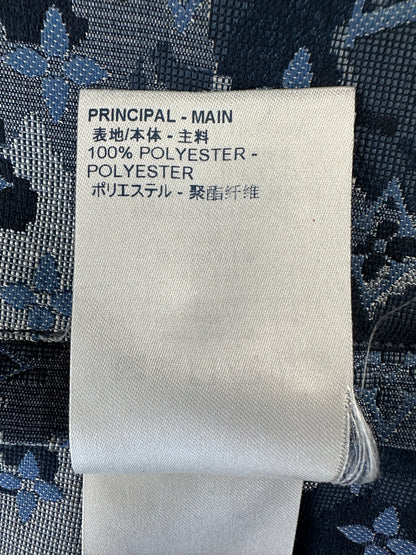 PRINCIPAL - MAIN
表地/本体 - 主料
100% POLYESTER -
POLYESTER
ポリエステル - 聚酯纤维